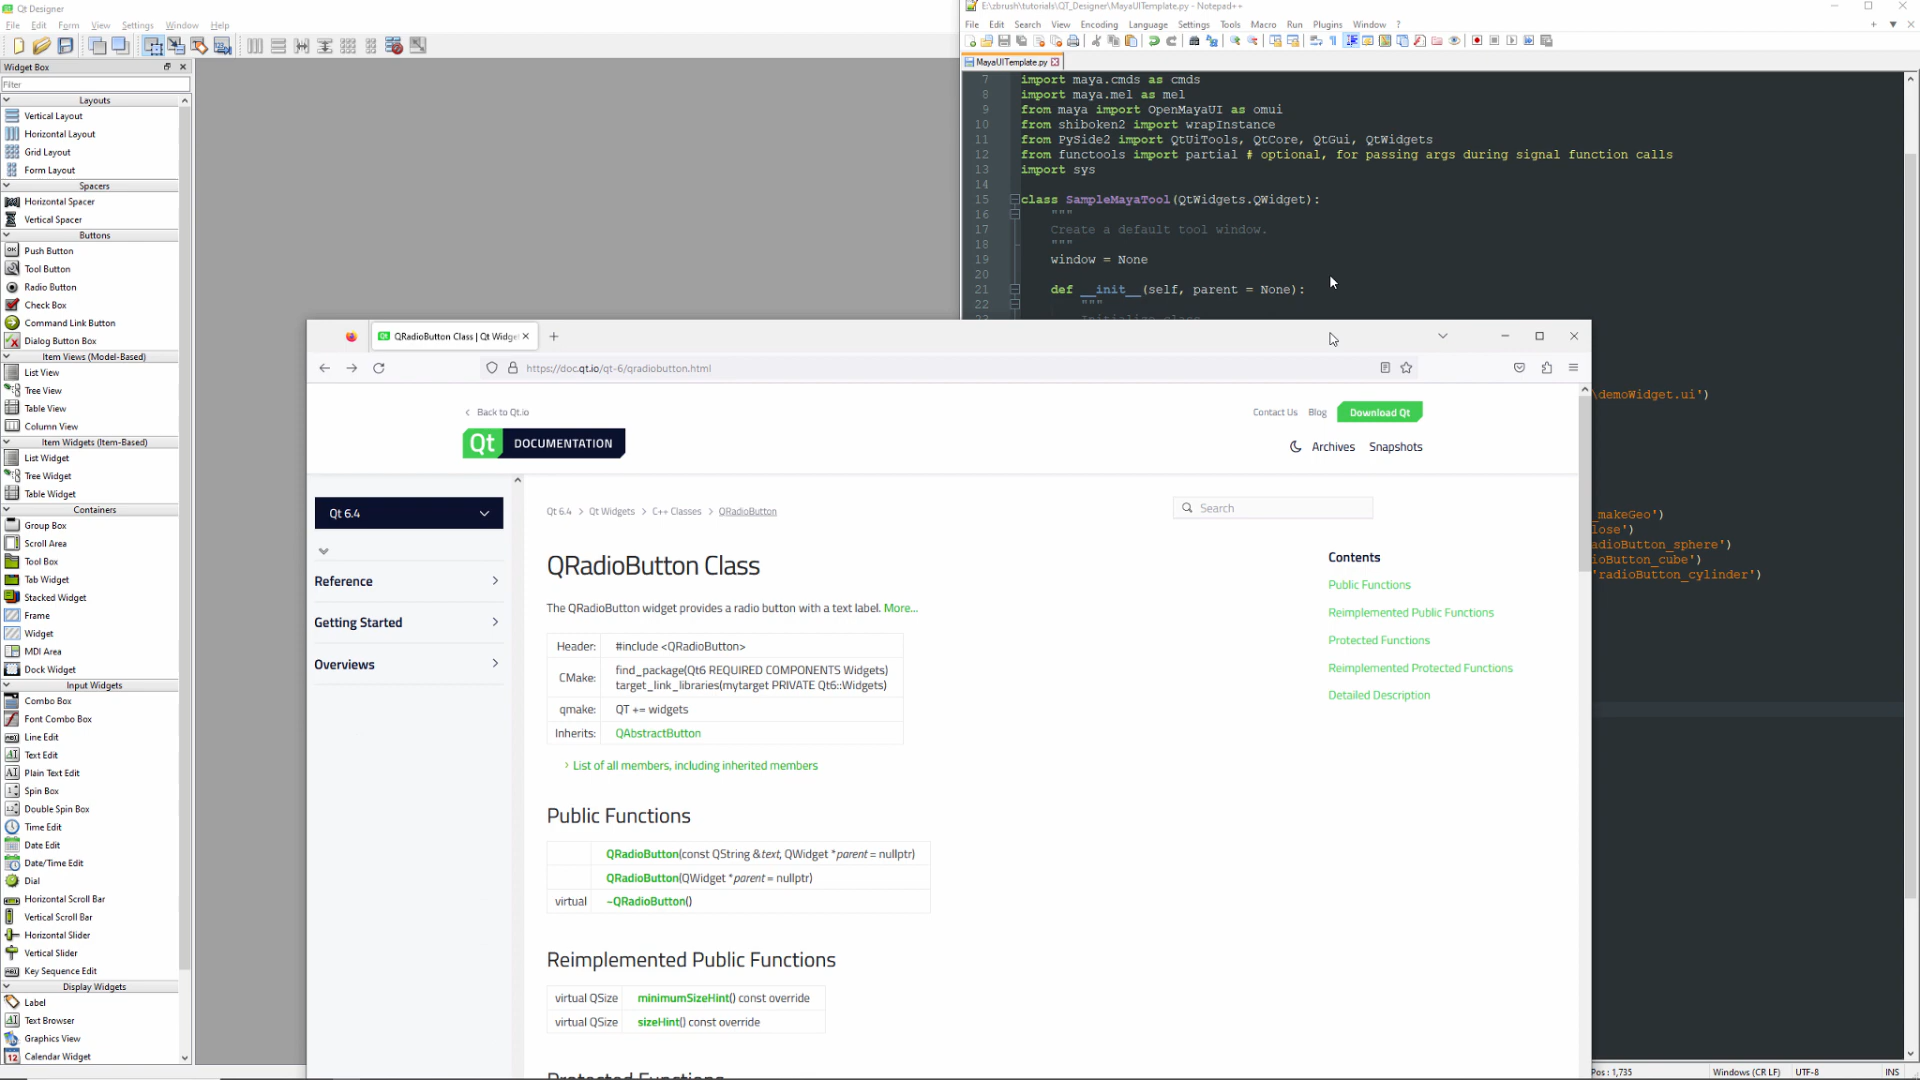 Qt Designer
File Edit Form View Settings Window Help
Widget Box
Filter
Layouts
Vertical Layout
Horizontal Layout
Grid Layout
Form Layout
Spacers
Horizontal Spacer
Vertical Spacer
Buttons
Push Button
Tool Button
Radio Button
Check Box
Command Link Button
Dialog Button Box
Item Views (Model-Based)
List View
Tree View
Table View
Column View
Item Widgets (Item-Based)
List Widget
Tree Widget
Table Widget
Containers
Group Box
Scroll Area
Tool Box
Tab Widget
Stacked Widget
Frame
Widget
MDI Area
Dock Widget
Input Widgets
Combo Box
Font Combo Box
Line Edit
Text Edit
Plain Text Edit
Spin Box
Double Spin Box
Time Edit
Date Edit
Date/Time Edit
Dial
Horizontal Scroll Bar
Vertical Scroll Bar
Horizontal Slider
Vertical Slider
Key Sequence Edit
Display Widgets
Label
Text Browser
Graphics View
Calendar Widget
E:\zbrush\tutorials\QT_Designer\MayaUITemplate.py - Notepad++
File Edit Search View Encoding Language Settings Tools Macro Run Plugins Window ?
MayaUITemplate.py
7 import maya.cmds as cmds
8 import maya.mel as mel
9 from maya import OpenMayaUI as omui
10 from shiboken2 import wrapInstance
11 from PySide2 import QtUiTools, QtCore, QtGui, QtWidgets
12 from functools import partial # optional, for passing args during signal function calls
13 import sys
14
15 class SampleMayaTool(QtWidgets.QWidget):
16 """
17 Create a default tool window.
18 """
19 window = None
20
21 def __init__(self, parent = None):
22 """
\demoWidget.ui')
_makeGeo')
lose')
adioButton_sphere')
ioButton_cube')
'radioButton_cylinder')
Pos : 1,735 Windows (CR LF) UTF-8 INS
QRadioButton Class | Qt Widge
https://doc.qt.io/qt-6/qradiobutton.html
Back to Qt.io
Contact Us Blog Download Qt
Qt DOCUMENTATION
Archives Snapshots
Qt 6.4
Reference
Getting Started
Overviews
Qt 6.4 > Qt Widgets > C++ Classes > QRadioButton
Search
QRadioButton Class
The QRadioButton widget provides a radio button with a text label. More...
Header: #include <QRadioButton>
CMake: find_package(Qt6 REQUIRED COMPONENTS Widgets)
target_link_libraries(mytarget PRIVATE Qt6::Widgets)
qmake: QT += widgets
Inherits: QAbstractButton
List of all members, including inherited members
Public Functions
QRadioButton(const QString &text, QWidget *parent = nullptr)
QRadioButton(QWidget *parent = nullptr)
virtual ~QRadioButton()
Reimplemented Public Functions
virtual QSize minimumSizeHint() const override
virtual QSize sizeHint() const override
Contents
Public Functions
Reimplemented Public Functions
Protected Functions
Reimplemented Protected Functions
Detailed Description